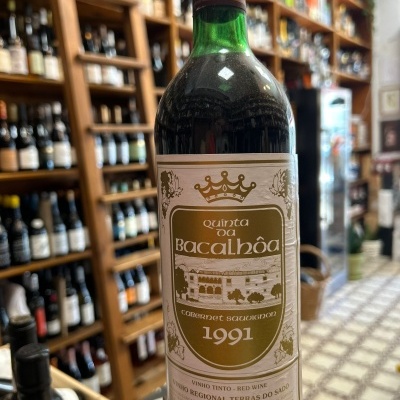 Quinta
da
Bacalhôa
Cabernet Sauvignon
1991
VINHO TINTO - RED WINE
VINHO REGIONAL TERRAS DO SADO